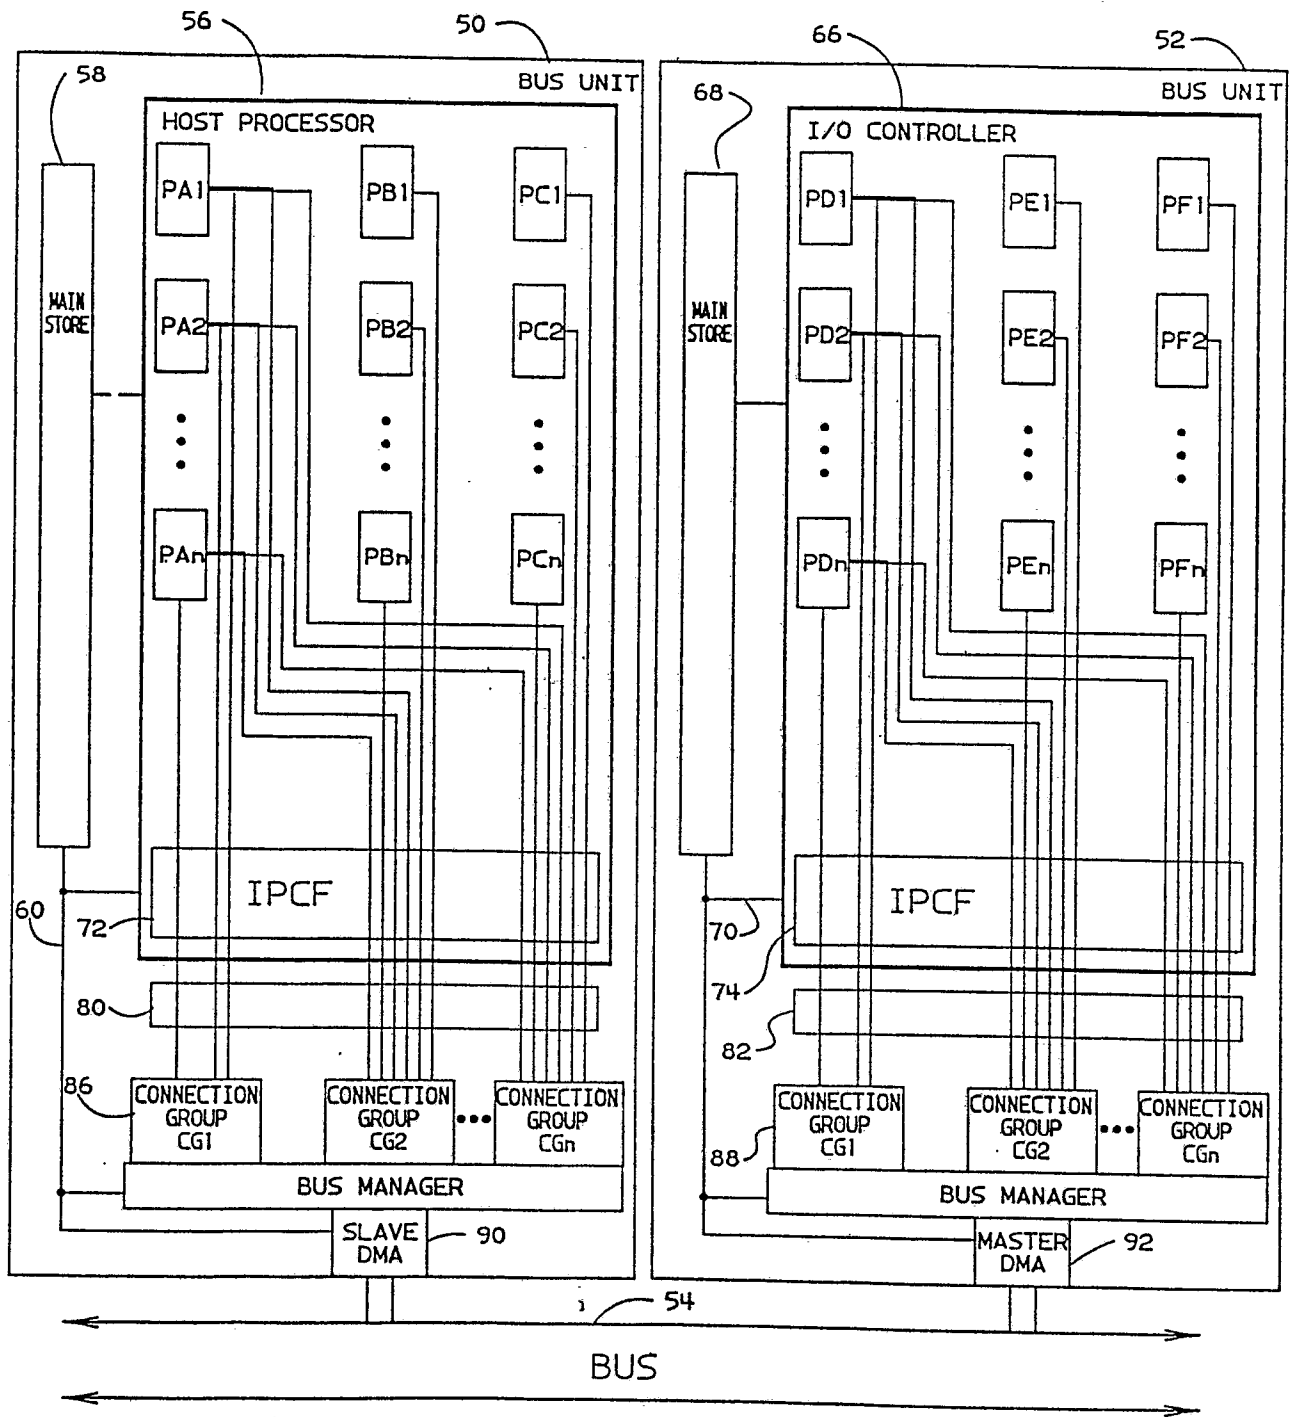 56
50
66
52
58
BUS UNIT
68
BUS UNIT
HOST PROCESSOR
I/O CONTROLLER
PA1
PB1
PC1
PD1
PE1
PF1
MAIN
STORE
PA2
PB2
PC2
MAIN
STORE
PD2
PE2
PF2
PAn
PBn
PCn
PDn
PEn
PFn
60
72
IPCF
70
74
IPCF
80
82
86
CONNECTION
GROUP
CG1
CONNECTION
GROUP
CG2
CONNECTION
GROUP
CGn
88
CONNECTION
GROUP
CG1
CONNECTION
GROUP
CG2
CONNECTION
GROUP
CGn
BUS MANAGER
BUS MANAGER
SLAVE
DMA
90
MASTER
DMA
92
54
BUS